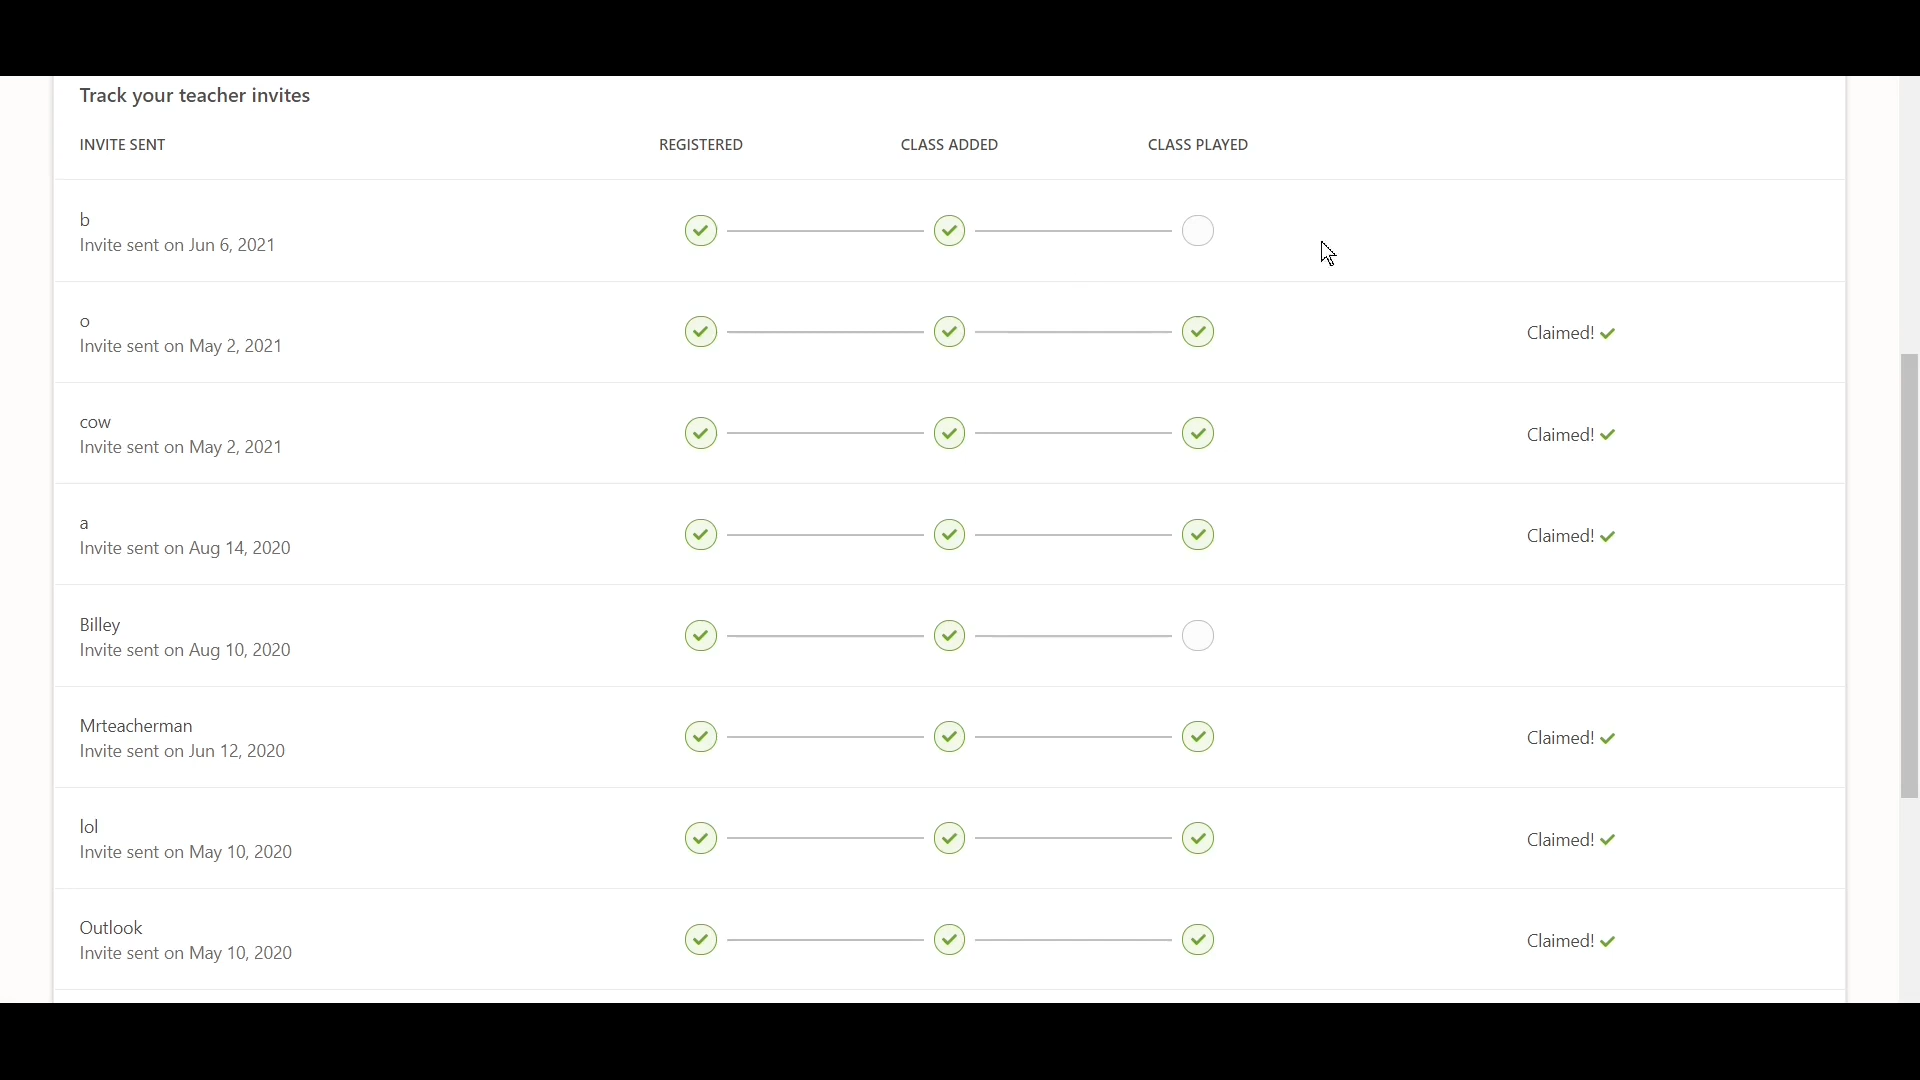 Track your teacher invites
INVITE SENT REGISTERED CLASS ADDED CLASS PLAYED
b
Invite sent on Jun 6, 2021
o
Invite sent on May 2, 2021
Claimed!
cow
Invite sent on May 2, 2021
Claimed!
a
Invite sent on Aug 14, 2020
Claimed!
Billey
Invite sent on Aug 10, 2020
Mrteacherman
Invite sent on Jun 12, 2020
Claimed!
lol
Invite sent on May 10, 2020
Claimed!
Outlook
Invite sent on May 10, 2020
Claimed!